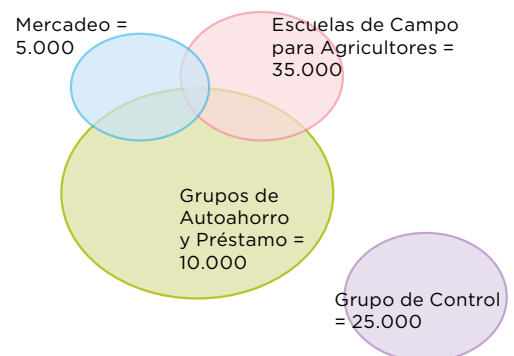 Mercadeo =
5.000
Escuelas de Campo
para Agricultores =
35.000
Grupos de
Autoahorro
y Préstamo =
10.000
Grupo de Control
= 25.000